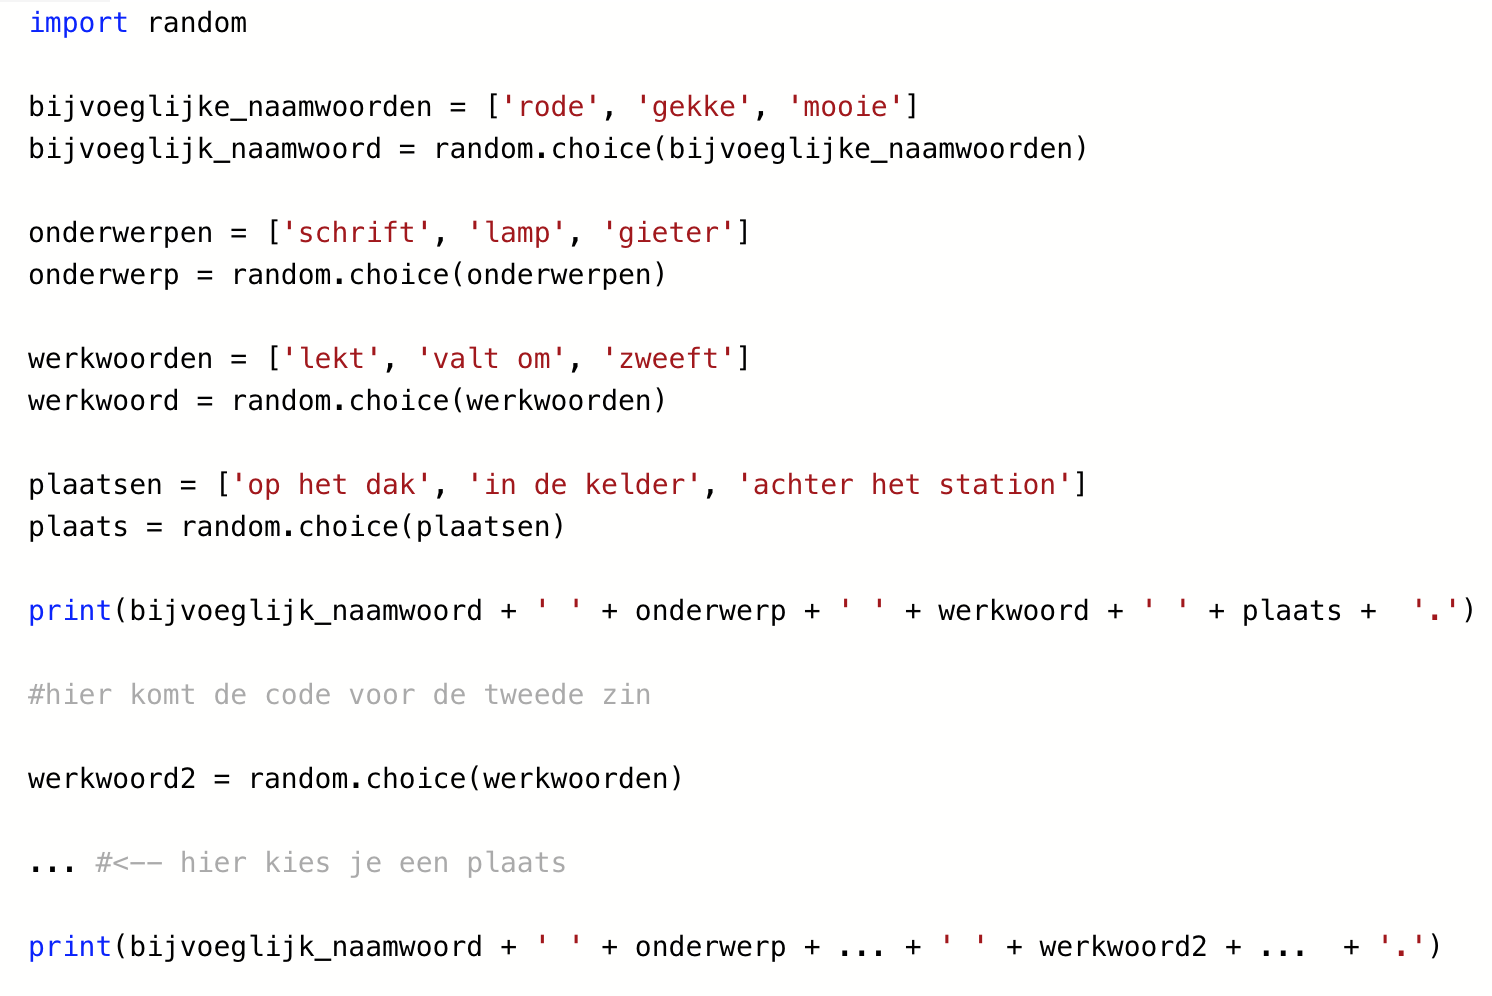 import random
bijvoeglijke_naamwoorden = ['rode', 'gekke', 'mooie']
bijvoeglijk_naamwoord = random.choice(bijvoeglijke_naamwoorden)
onderwerpen = ['schrift', 'lamp', 'gieter']
onderwerp = random.choice(onderwerpen)
werkwoorden = ['lekt', 'valt om', 'zweeft']
werkwoord = random.choice(werkwoorden)
plaatsen = ['op het dak', 'in de kelder', 'achter het station']
plaats = random.choice(plaatsen)
print(bijvoeglijk_naamwoord + ' ' + onderwerp + ' ' + werkwoord + ' ' + plaats +  '.')
#hier komt de code voor de tweede zin
werkwoord2 = random.choice(werkwoorden)
... #<-- hier kies je een plaats
print(bijvoeglijk_naamwoord + ' ' + onderwerp + ... + ' ' + werkwoord2 + ...  + '.')